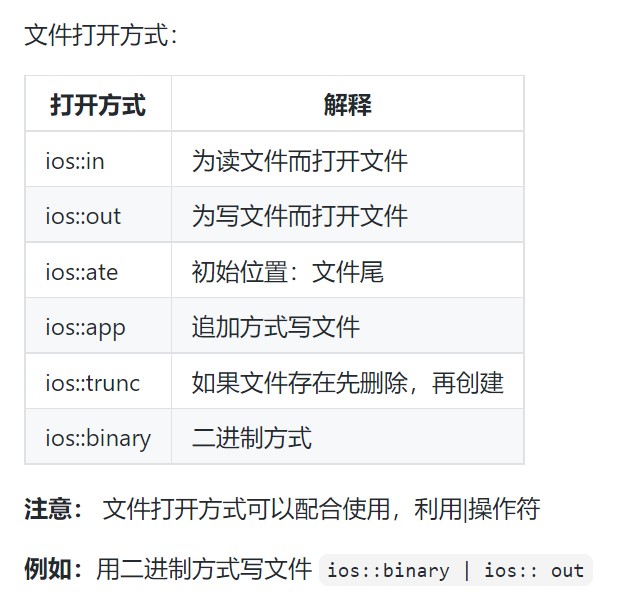 文件打开方式：
打开方式 解释
ios::in 为读文件而打开文件
ios::out 为写文件而打开文件
ios::ate 初始位置：文件尾
ios::app 追加方式写文件
ios::trunc 如果文件存在先删除，再创建
ios::binary 二进制方式
注意： 文件打开方式可以配合使用，利用|操作符
例如：用二进制方式写文件 ios::binary | ios:: out